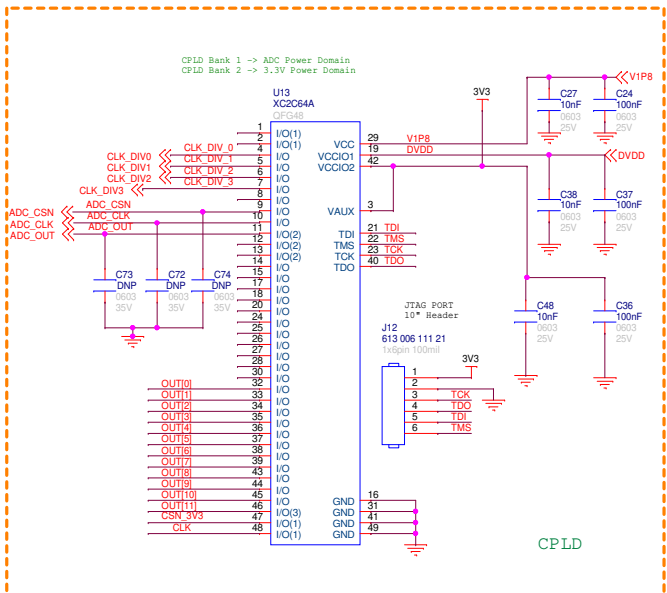 CPLD Bank 1 -> ADC Power Domain
CPLD Bank 2 -> 3.3V Power Domain
U13
XC2C64A
QFG48
1 I/O(1)
2 I/O(1)
CLK_DIV0 CLK_DIV_0 4 I/O
CLK_DIV1 CLK_DIV_1 5 I/O
CLK_DIV2 CLK_DIV_2 6 I/O
CLK_DIV3 CLK_DIV_3 7 I/O
8 I/O
ADC_CSN ADC_CSN 9 I/O
ADC_CLK ADC_CLK 10 I/O
ADC_OUT ADC_OUT 11 I/O(2)
12 I/O(2)
13 I/O(2)
14 I/O
15 I/O
17 I/O
18 I/O
20 I/O
24 I/O
25 I/O
26 I/O
27 I/O
28 I/O
30 I/O
OUT[0] 32 I/O
OUT[1] 33 I/O
OUT[2] 34 I/O
OUT[3] 35 I/O
OUT[4] 36 I/O
OUT[5] 37 I/O
OUT[6] 38 I/O
OUT[7] 39 I/O
OUT[8] 43 I/O
OUT[9] 44 I/O
OUT[10] 45 I/O
OUT[11] 46 I/O(3)
CSN_3V3 47 I/O(1)
CLK 48 I/O(1)
C73
DNP
0603
35V
C72
DNP
0603
35V
C74
DNP
0603
35V
VCC 29 V1P8
VCCIO1 19 DVDD
VCCIO2 42
VAUX 3
TDI 21 TDI
TMS 22 TMS
TCK 23 TCK
TDO 40 TDO
GND 16
GND 31
GND 41
GND 49
3V3
V1P8
C27
10nF
0603
25V
C24
100nF
0603
25V
DVDD
C38
10nF
0603
25V
C37
100nF
0603
25V
C48
10nF
0603
25V
C36
100nF
0603
25V
JTAG PORT
10" Header
J12
613 006 111 21
1x6pin 100mil
3V3
1
2
3 TCK
4 TDO
5 TDI
6 TMS
CPLD